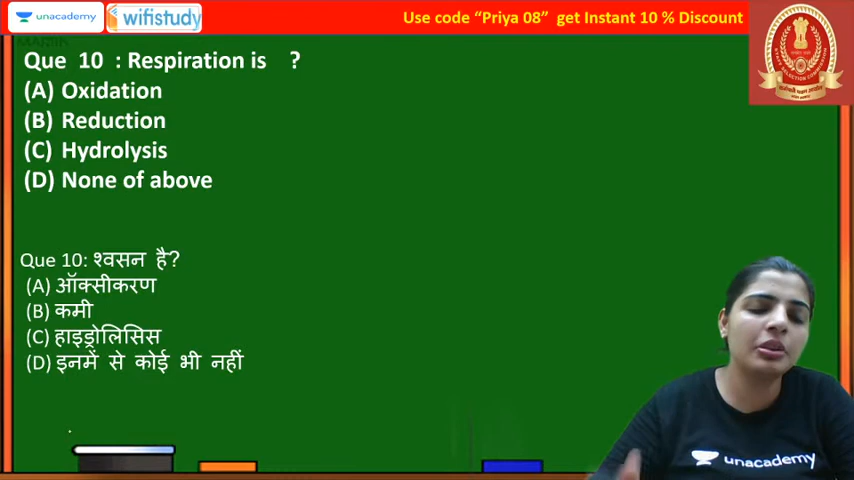 unacademy
wifistudy
Use code “Priya 08” get Instant 10 % Discount
Que 10 : Respiration is ?
(A) Oxidation
(B) Reduction
(C) Hydrolysis
(D) None of above
Que 10: श्वसन है?
(A) ऑक्सीकरण
(B) कमी
(C) हाइड्रोलिसिस
(D) इनमें से कोई भी नहीं
unacademy